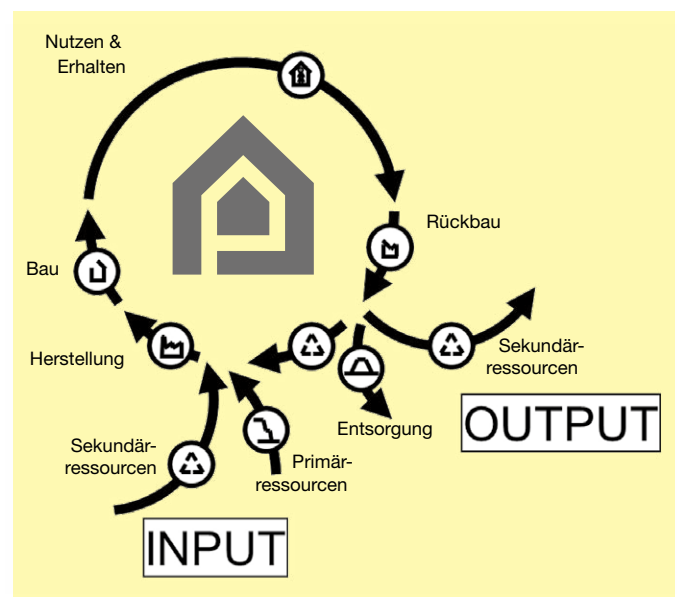 Nutzen &
Erhalten
Rückbau
Bau
Sekundär-
ressourcen
Herstellung
OUTPUT
Entsorgung
Sekundär-
ressourcen
Primär-
ressourcen
INPUT